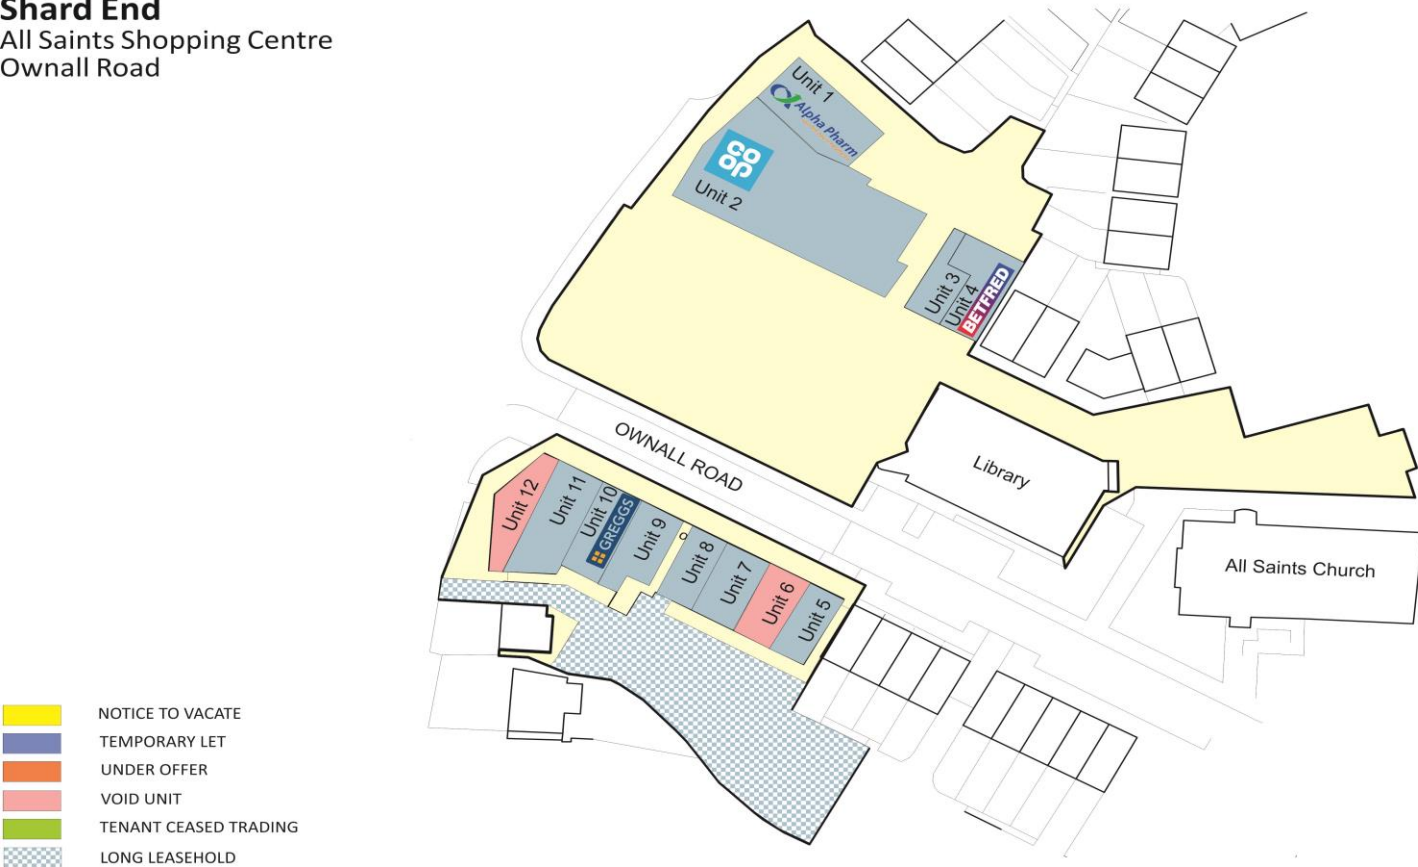 Shard End
All Saints Shopping Centre
Ownall Road
Unit 1
Alpha Pharm
co
op
Unit 2
Unit 3
Unit 4
BETFRED
OWNALL ROAD
Library
Unit 12
Unit 11
Unit 10
GREGGS
Unit 9
Unit 8
Unit 7
Unit 6
Unit 5
All Saints Church
NOTICE TO VACATE
TEMPORARY LET
UNDER OFFER
VOID UNIT
TENANT CEASED TRADING
LONG LEASEHOLD